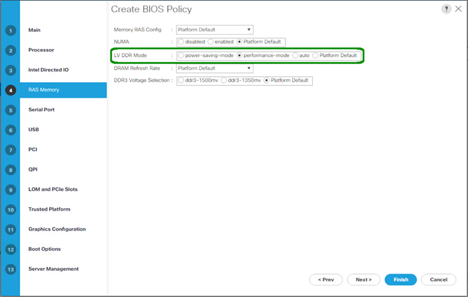 Create BIOS Policy
? ×
1 Main
2 Processor
3 Intel Directed IO
4 RAS Memory
5 Serial Port
6 USB
7 PCI
8 QPI
9 LOM and PCIe Slots
10 Trusted Platform
11 Graphics Configuration
12 Boot Options
13 Server Management
Memory RAS Config : Platform Default
NUMA : disabled enabled Platform Default
LV DDR Mode : power-saving-mode performance-mode auto Platform Default
DRAM Refresh Rate : Platform Default
DDR3 Voltage Selection : ddr3-1500mv ddr3-1350mv Platform Default
< Prev Next > Finish Cancel